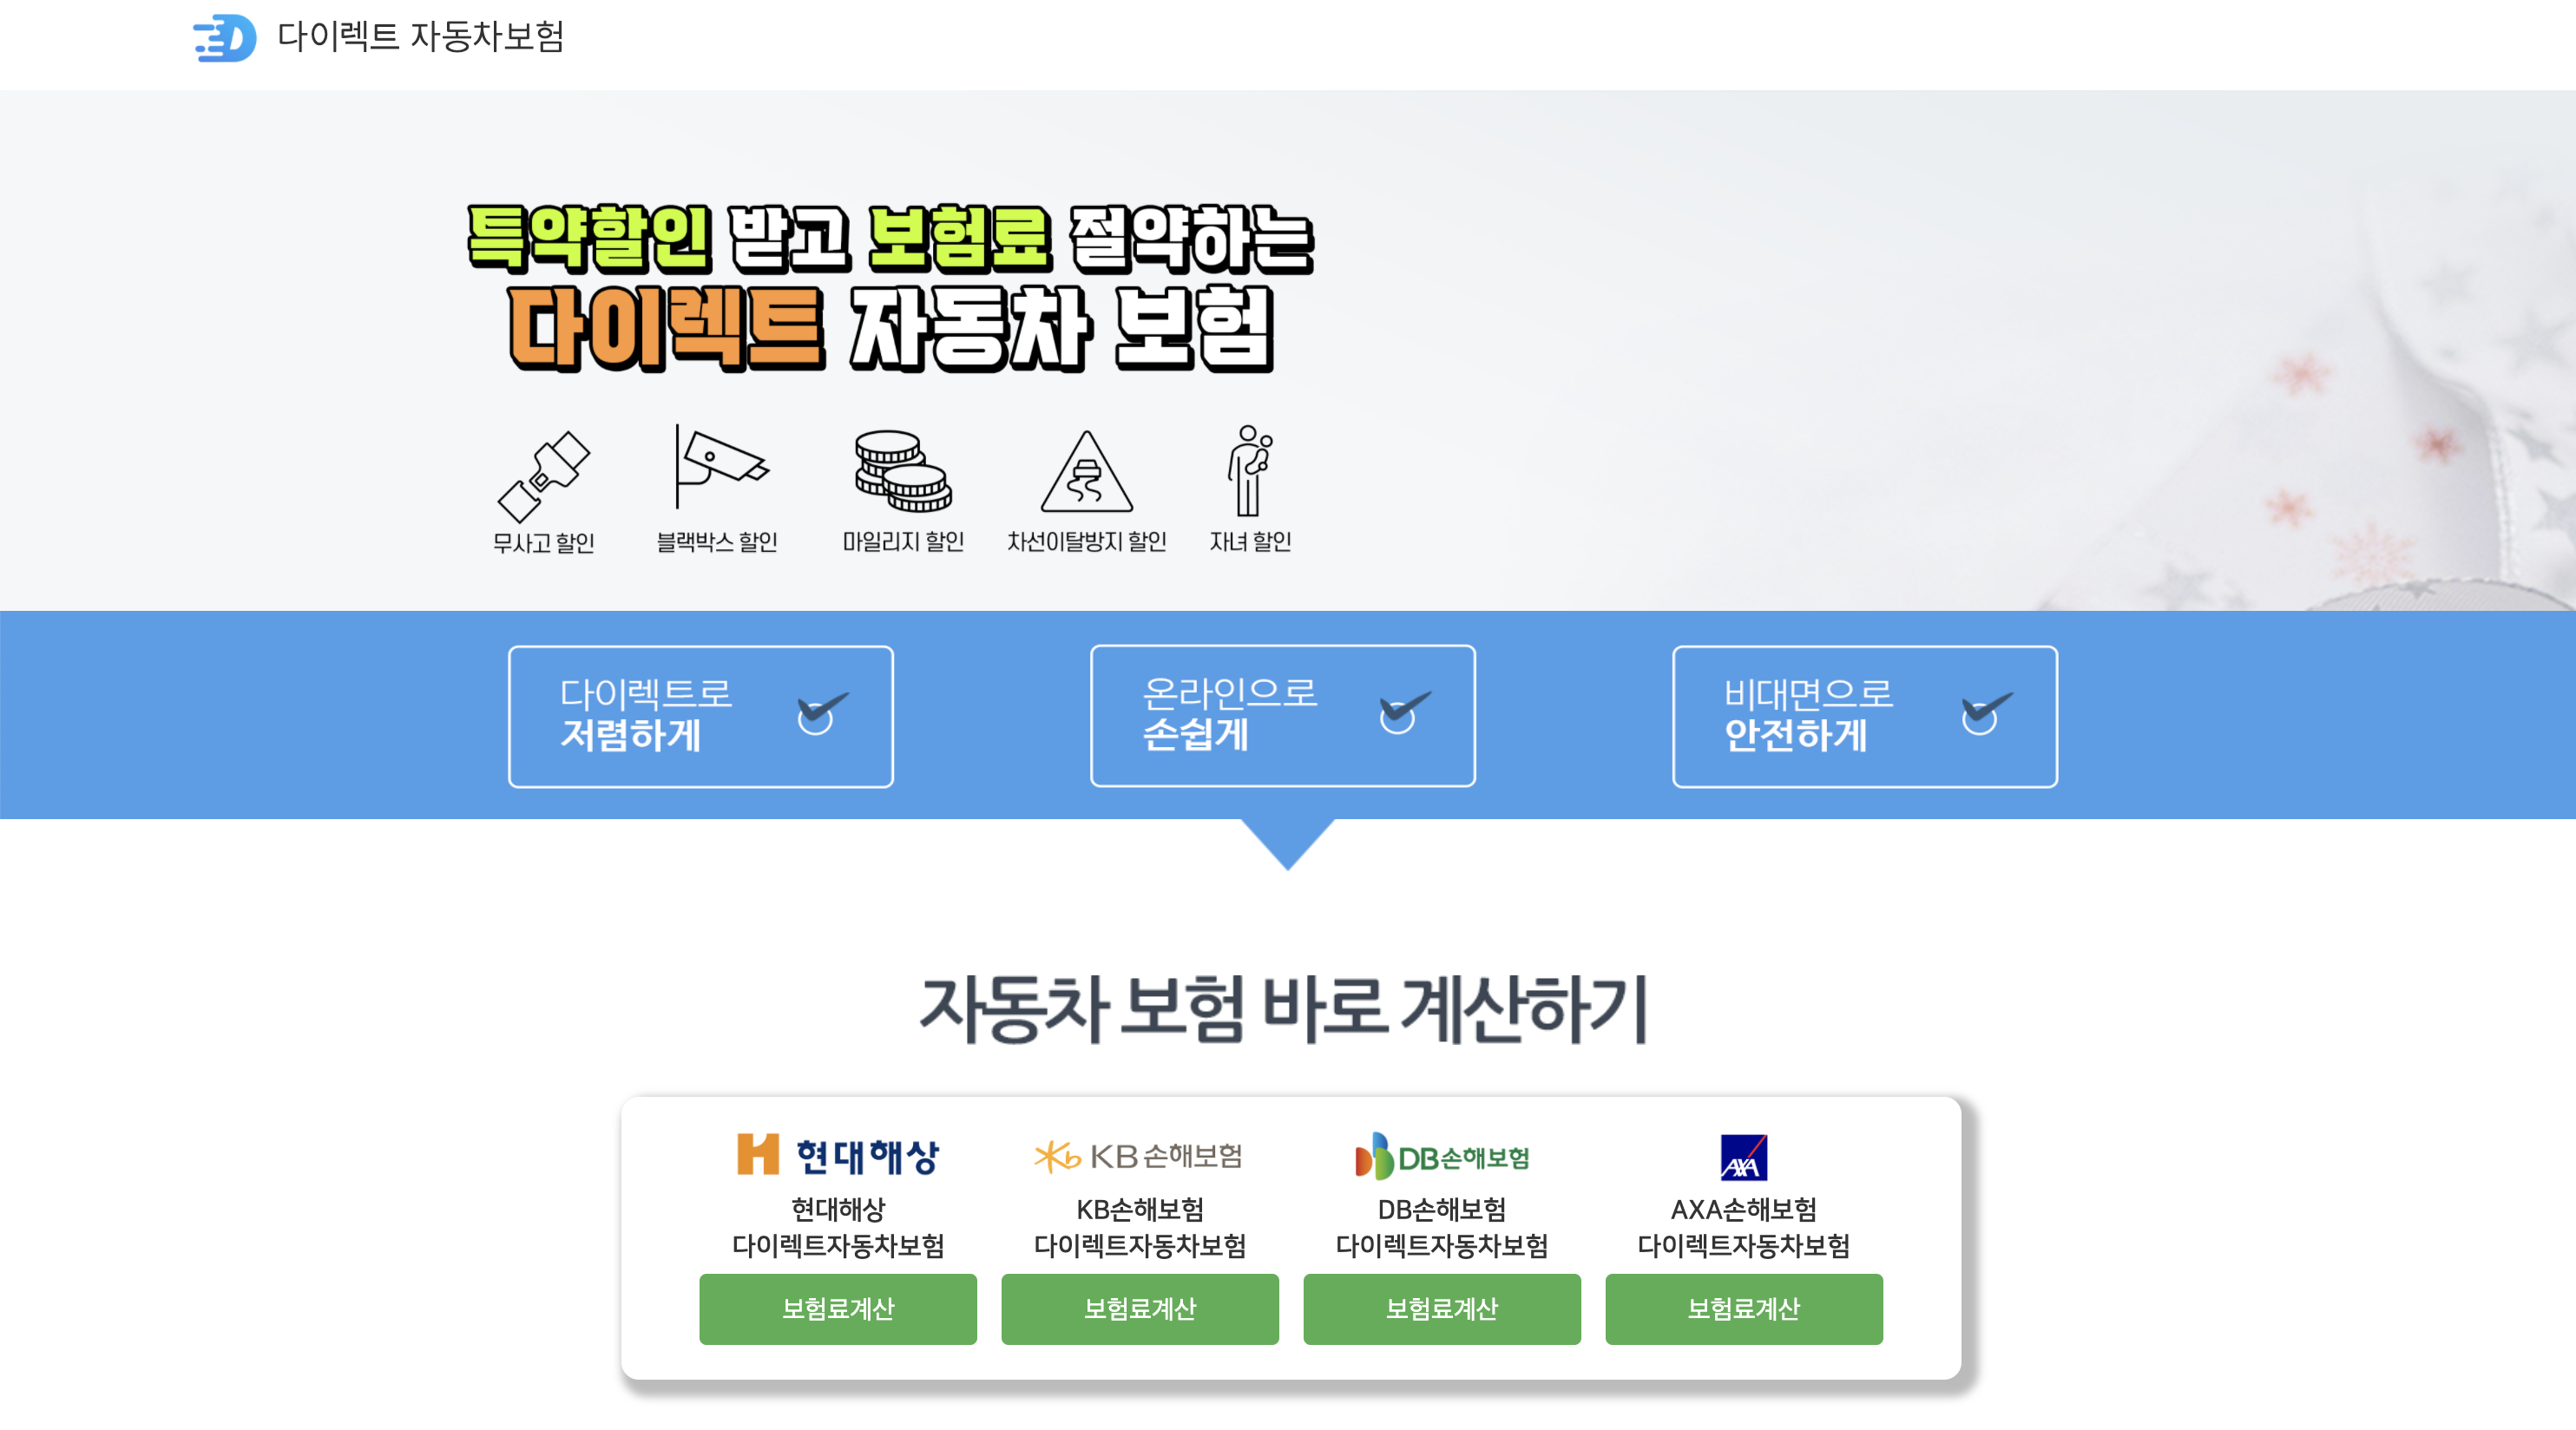 다이렉트 자동차보험
특약할인 받고 보험료 절약하는
다이렉트 자동차 보험
무사고 할인
블랙박스 할인
마일리지 할인
차선이탈방지 할인
자녀 할인
다이렉트로
저렴하게
온라인으로
손쉽게
비대면으로
안전하게
자동차 보험 바로 계산하기
현대해상
현대해상
다이렉트자동차보험
보험료계산
KB손해보험
KB손해보험
다이렉트자동차보험
보험료계산
DB손해보험
DB손해보험
다이렉트자동차보험
보험료계산
AXA
AXA손해보험
다이렉트자동차보험
보험료계산